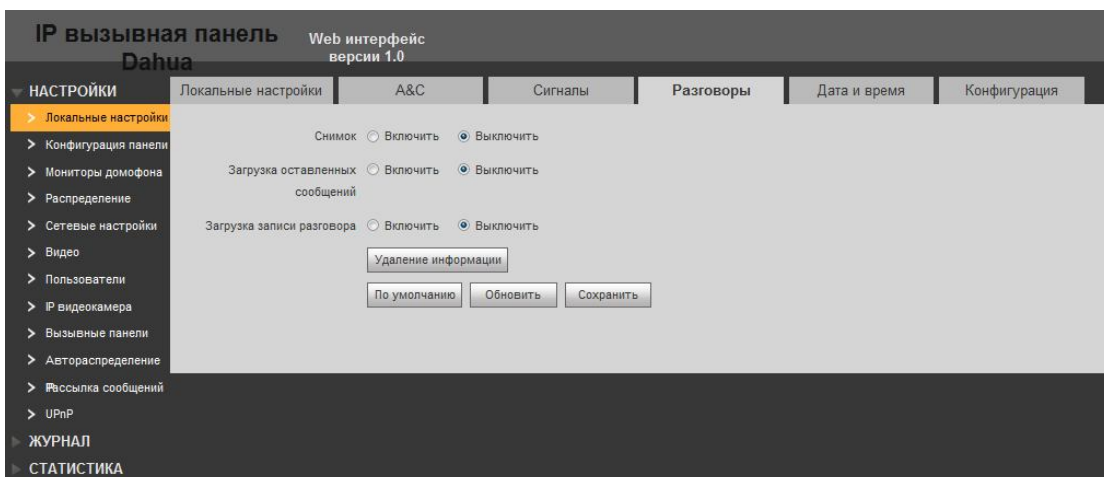 IP вызывная панель
Dahua
Web интерфейс
версии 1.0
НАСТРОЙКИ
Локальные настройки
Конфигурация панели
Мониторы домофона
Распределение
Сетевые настройки
Видео
Пользователи
IP видеокамера
Вызывные панели
Автораспределение
Рассылка сообщений
UPnP
ЖУРНАЛ
СТАТИСТИКА
Локальные настройки A&C Сигналы Разговоры Дата и время Конфигурация
Снимок Включить Выключить
Загрузка оставленных Включить Выключить
сообщений
Загрузка записи разговора Включить Выключить
Удаление информации
По умолчанию Обновить Сохранить